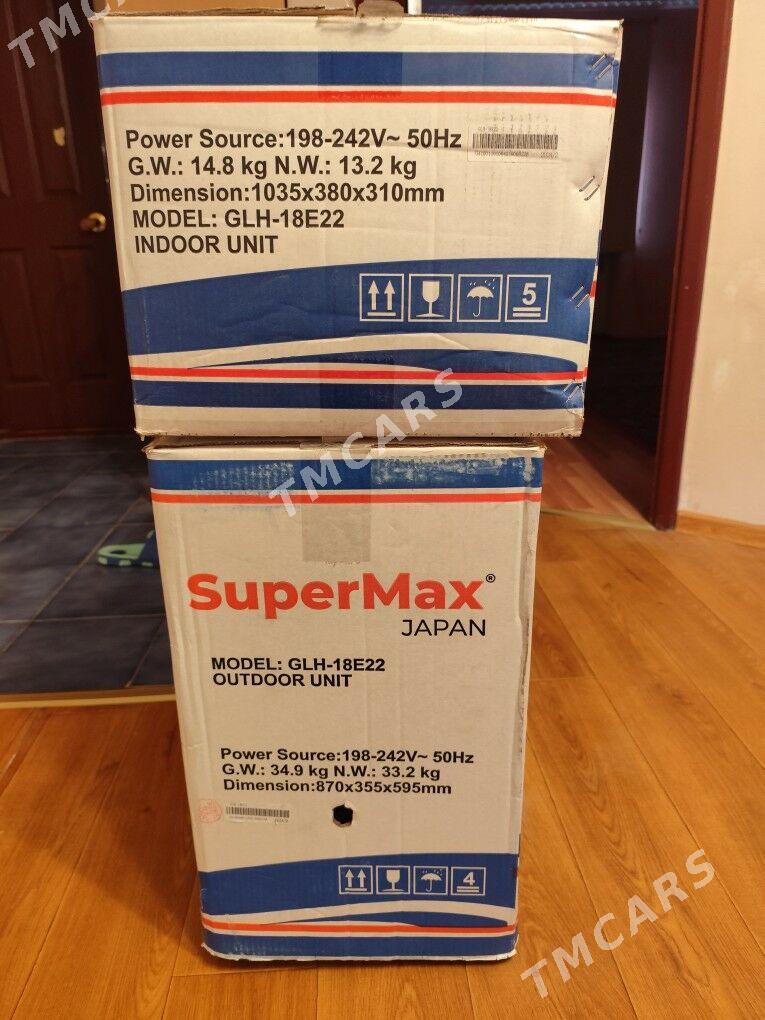 TMCARS
Power Source:198-242V~ 50Hz
G.W.: 14.8 kg N.W.: 13.2 kg
Dimension:1035x380x310mm
MODEL: GLH-18E22
INDOOR UNIT
5
TMCARS
SuperMax®
JAPAN
MODEL: GLH-18E22
OUTDOOR UNIT
Power Source:198-242V~ 50Hz
G.W.: 34.9 kg N.W.: 33.2 kg
Dimension:870x355x595mm
4
TMCARS